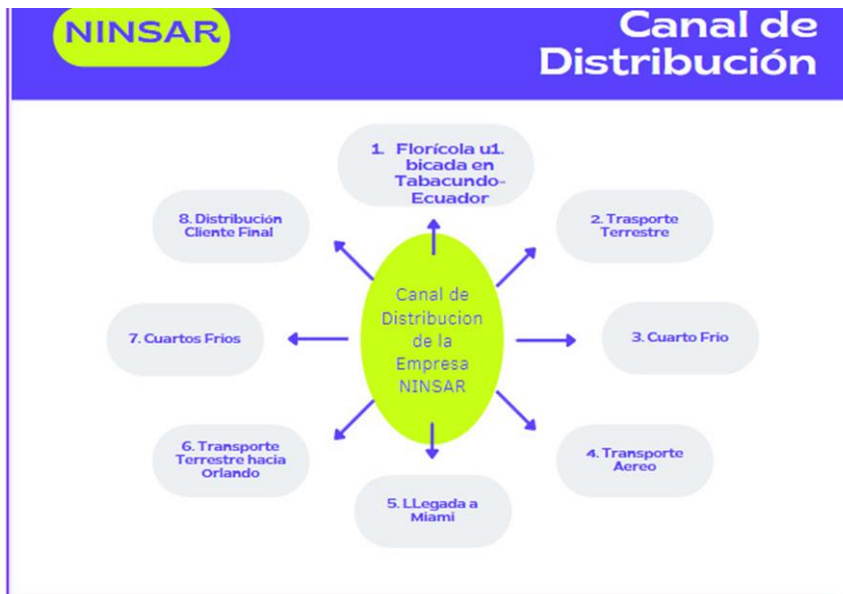 NINSAR
Canal de
Distribución
1. Florícola u1.
bicada en
Tabacundo-
Ecuador
2. Trasporte
Terrestre
3. Cuarto Frio
4. Transporte
Aereo
5. LLegada a
Miami
6. Transporte
Terrestre hacia
Orlando
7. Cuartos Frios
8. Distribución
Cliente Final
Canal de
Distribucion
de la
Empresa
NINSAR